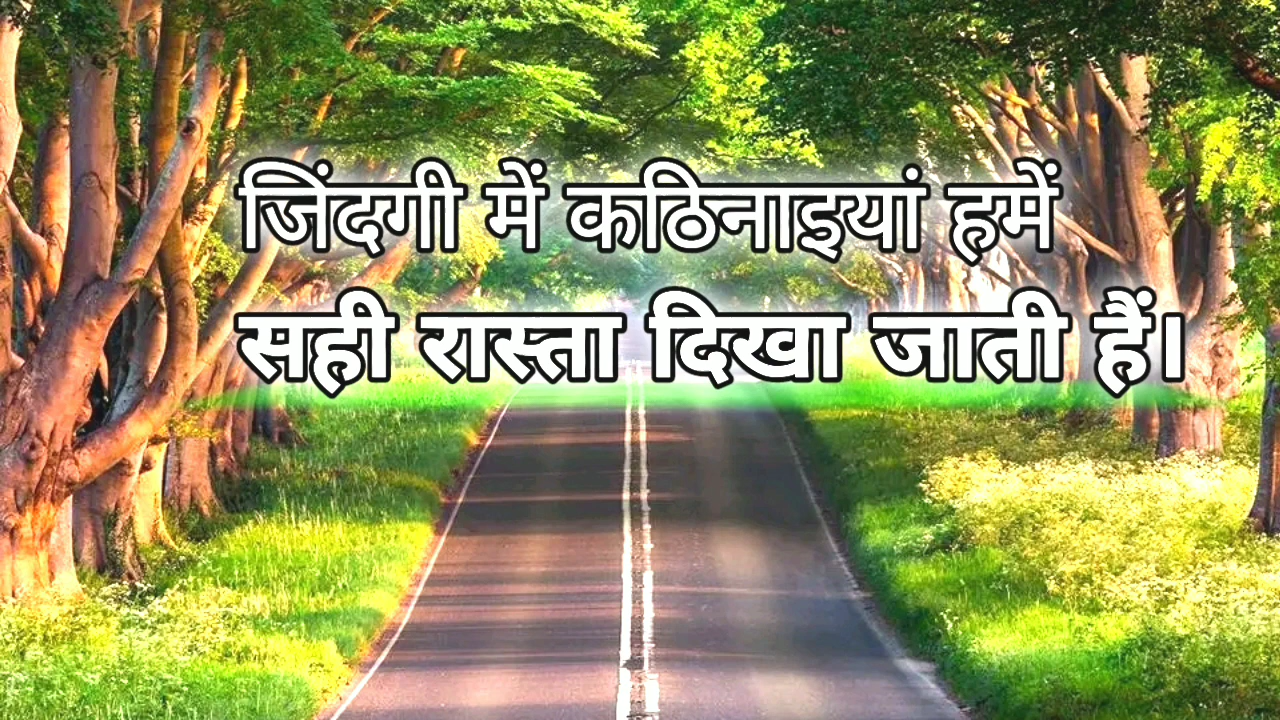 जिंदगी में कठिनाइयां हमें
सही रास्ता दिखा जाती हैं।